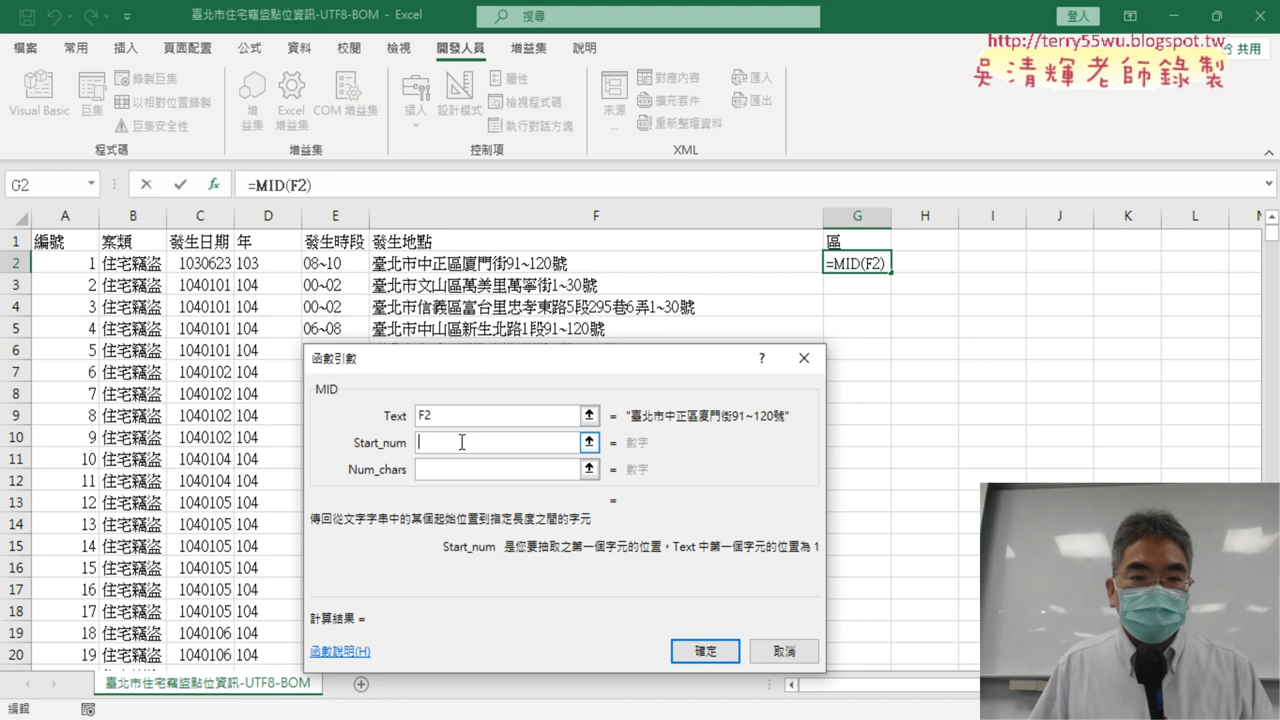 臺北市住宅竊盜點位資訊-UTF8-BOM - Excel
搜尋
登入
檔案 常用 插入 頁面配置 公式 資料 校閱 檢視 開發人員 增益集 說明
共用
http://terry55wu.blogspot.tw
吳清輝老師錄製
Visual Basic
巨集
錄製巨集
以相對位置錄製
巨集安全性
程式碼
增益集
Excel 增益集
COM 增益集
增益集
插入
設計模式
屬性
檢視程式碼
執行對話方塊
控制項
來源
...
對應內容
擴充套件
重新整理資料
匯入
匯出
XML
G2
fx
=MID(F2)
A B C D E F G H I J K L
1 編號 案類 發生日期 年 發生時段 發生地點 區
2 1 住宅竊盜 1030623 103 08~10 臺北市中正區廈門街91~120號 =MID(F2)
3 2 住宅竊盜 1040101 104 00~02 臺北市文山區萬美里萬寧街1~30號
4 3 住宅竊盜 1040101 104 00~02 臺北市信義區富台里忠孝東路5段295巷6弄1~30號
5 4 住宅竊盜 1040101 104 06~08 臺北市中山區新生北路1段91~120號
6 5 住宅竊盜 1040101 104
7 6 住宅竊盜 1040102 104
8 7 住宅竊盜 1040102 104
9 8 住宅竊盜 1040102 104
10 9 住宅竊盜 1040102 104
11 10 住宅竊盜 1040104 104
12 11 住宅竊盜 1040104 104
13 12 住宅竊盜 1040105 104
14 13 住宅竊盜 1040105 104
15 14 住宅竊盜 1040105 104
16 15 住宅竊盜 1040105 104
17 16 住宅竊盜 1040105 104
18 17 住宅竊盜 1040105 104
19 18 住宅竊盜 1040106 104
20 19 住宅竊盜 1040106 104
函數引數
?
MID
Text F2 = "臺北市中正區廈門街91~120號"
Start_num = 數字
Num_chars = 數字
=
傳回從文字字串中的某個起始位置到指定長度之間的字元
Start_num 是您要抽取之第一個字元的位置。Text 中第一個字元的位置為 1
計算結果 =
函數說明(H)
確定
取消
臺北市住宅竊盜點位資訊-UTF8-BOM
編輯